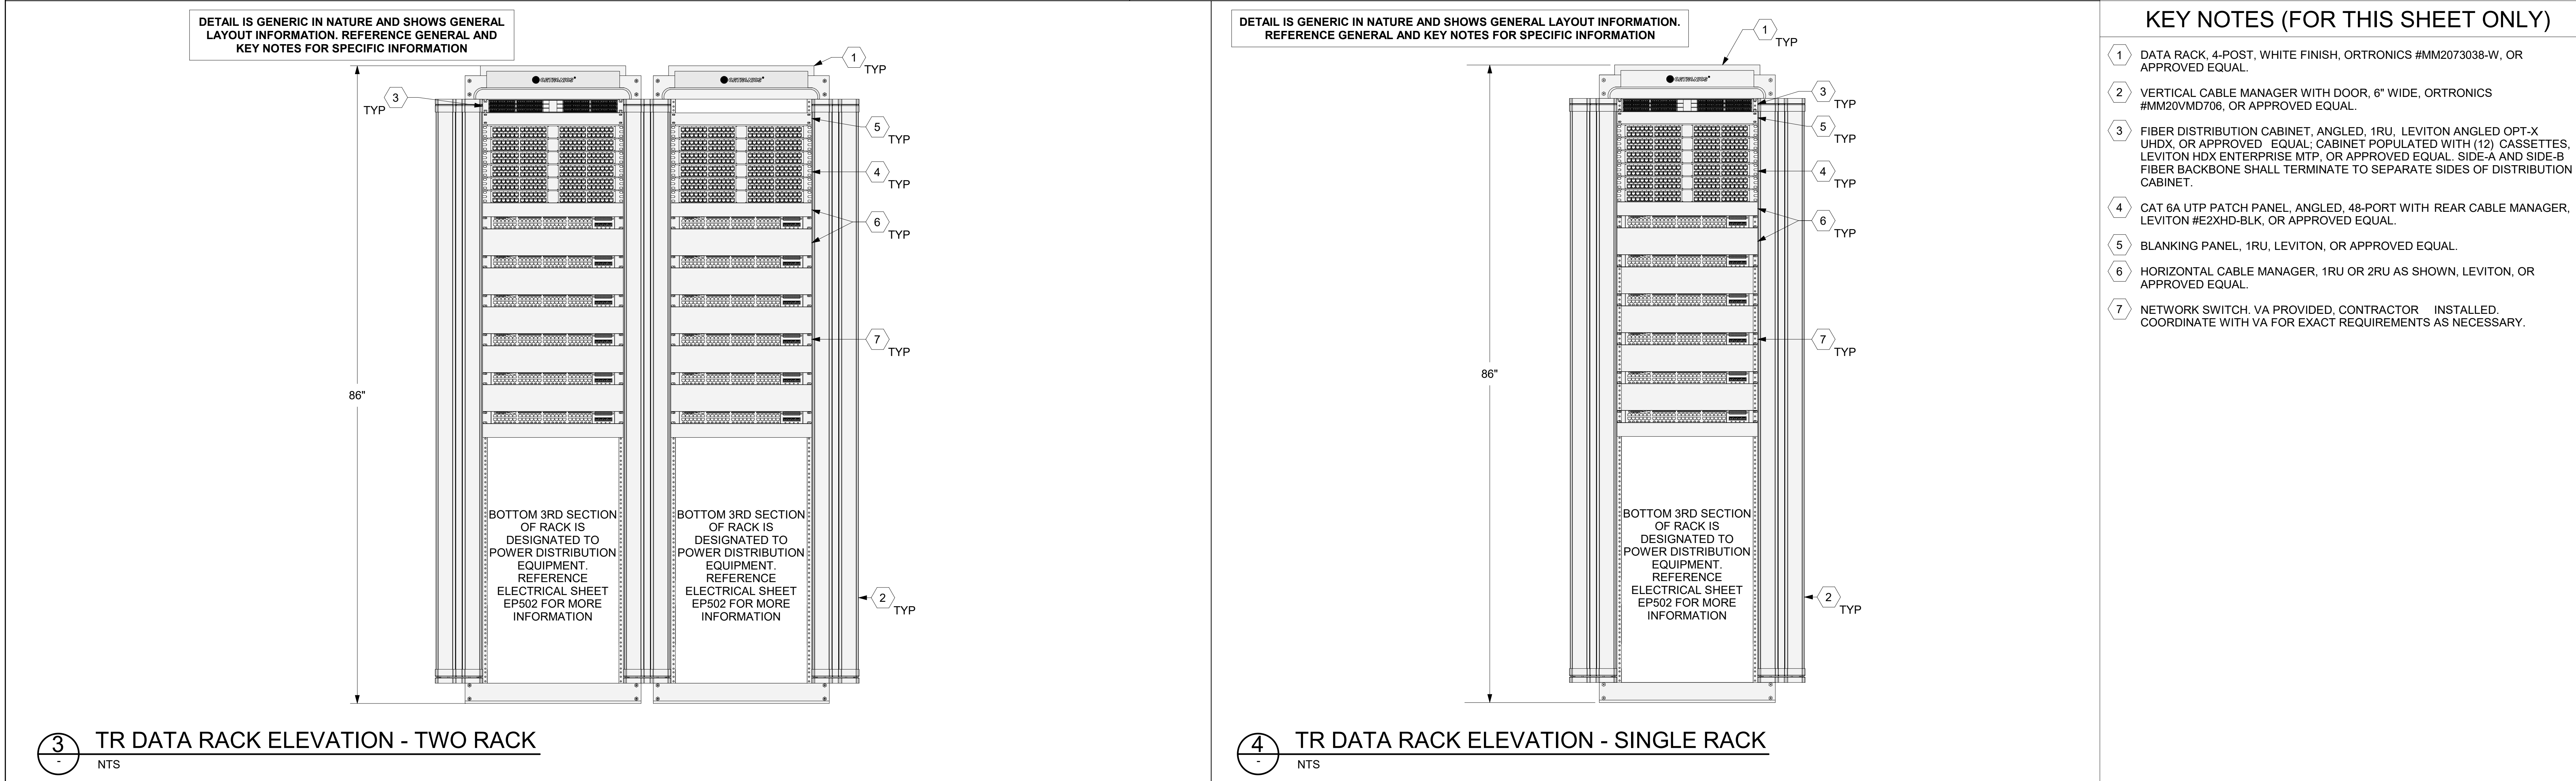 DETAIL IS GENERIC IN NATURE AND SHOWS GENERAL
LAYOUT INFORMATION. REFERENCE GENERAL AND
KEY NOTES FOR SPECIFIC INFORMATION
1
TYP
3
TYP
5
TYP
4
TYP
6
TYP
7
TYP
86"
BOTTOM 3RD SECTION
OF RACK IS
DESIGNATED TO
POWER DISTRIBUTION
EQUIPMENT.
REFERENCE
ELECTRICAL SHEET
EP502 FOR MORE
INFORMATION
BOTTOM 3RD SECTION
OF RACK IS
DESIGNATED TO
POWER DISTRIBUTION
EQUIPMENT.
REFERENCE
ELECTRICAL SHEET
EP502 FOR MORE
INFORMATION
2
TYP
3
-
TR DATA RACK ELEVATION - TWO RACK
NTS
DETAIL IS GENERIC IN NATURE AND SHOWS GENERAL LAYOUT INFORMATION.
REFERENCE GENERAL AND KEY NOTES FOR SPECIFIC INFORMATION
1
TYP
3
TYP
5
TYP
4
TYP
6
TYP
7
TYP
86"
BOTTOM 3RD SECTION
OF RACK IS
DESIGNATED TO
POWER DISTRIBUTION
EQUIPMENT.
REFERENCE
ELECTRICAL SHEET
EP502 FOR MORE
INFORMATION
2
TYP
4
-
TR DATA RACK ELEVATION - SINGLE RACK
NTS
KEY NOTES (FOR THIS SHEET ONLY)
1 DATA RACK, 4-POST, WHITE FINISH, ORTRONICS #MM2073038-W, OR
APPROVED EQUAL.
2 VERTICAL CABLE MANAGER WITH DOOR, 6" WIDE, ORTRONICS
#MM20VMD706, OR APPROVED EQUAL.
3 FIBER DISTRIBUTION CABINET, ANGLED, 1RU, LEVITON ANGLED OPT-X
UHDX, OR APPROVED EQUAL; CABINET POPULATED WITH (12) CASSETTES,
LEVITON HDX ENTERPRISE MTP, OR APPROVED EQUAL. SIDE-A AND SIDE-B
FIBER BACKBONE SHALL TERMINATE TO SEPARATE SIDES OF DISTRIBUTION
CABINET.
4 CAT 6A UTP PATCH PANEL, ANGLED, 48-PORT WITH REAR CABLE MANAGER,
LEVITON #E2XHD-BLK, OR APPROVED EQUAL.
5 BLANKING PANEL, 1RU, LEVITON, OR APPROVED EQUAL.
6 HORIZONTAL CABLE MANAGER, 1RU OR 2RU AS SHOWN, LEVITON, OR
APPROVED EQUAL.
7 NETWORK SWITCH. VA PROVIDED, CONTRACTOR INSTALLED.
COORDINATE WITH VA FOR EXACT REQUIREMENTS AS NECESSARY.